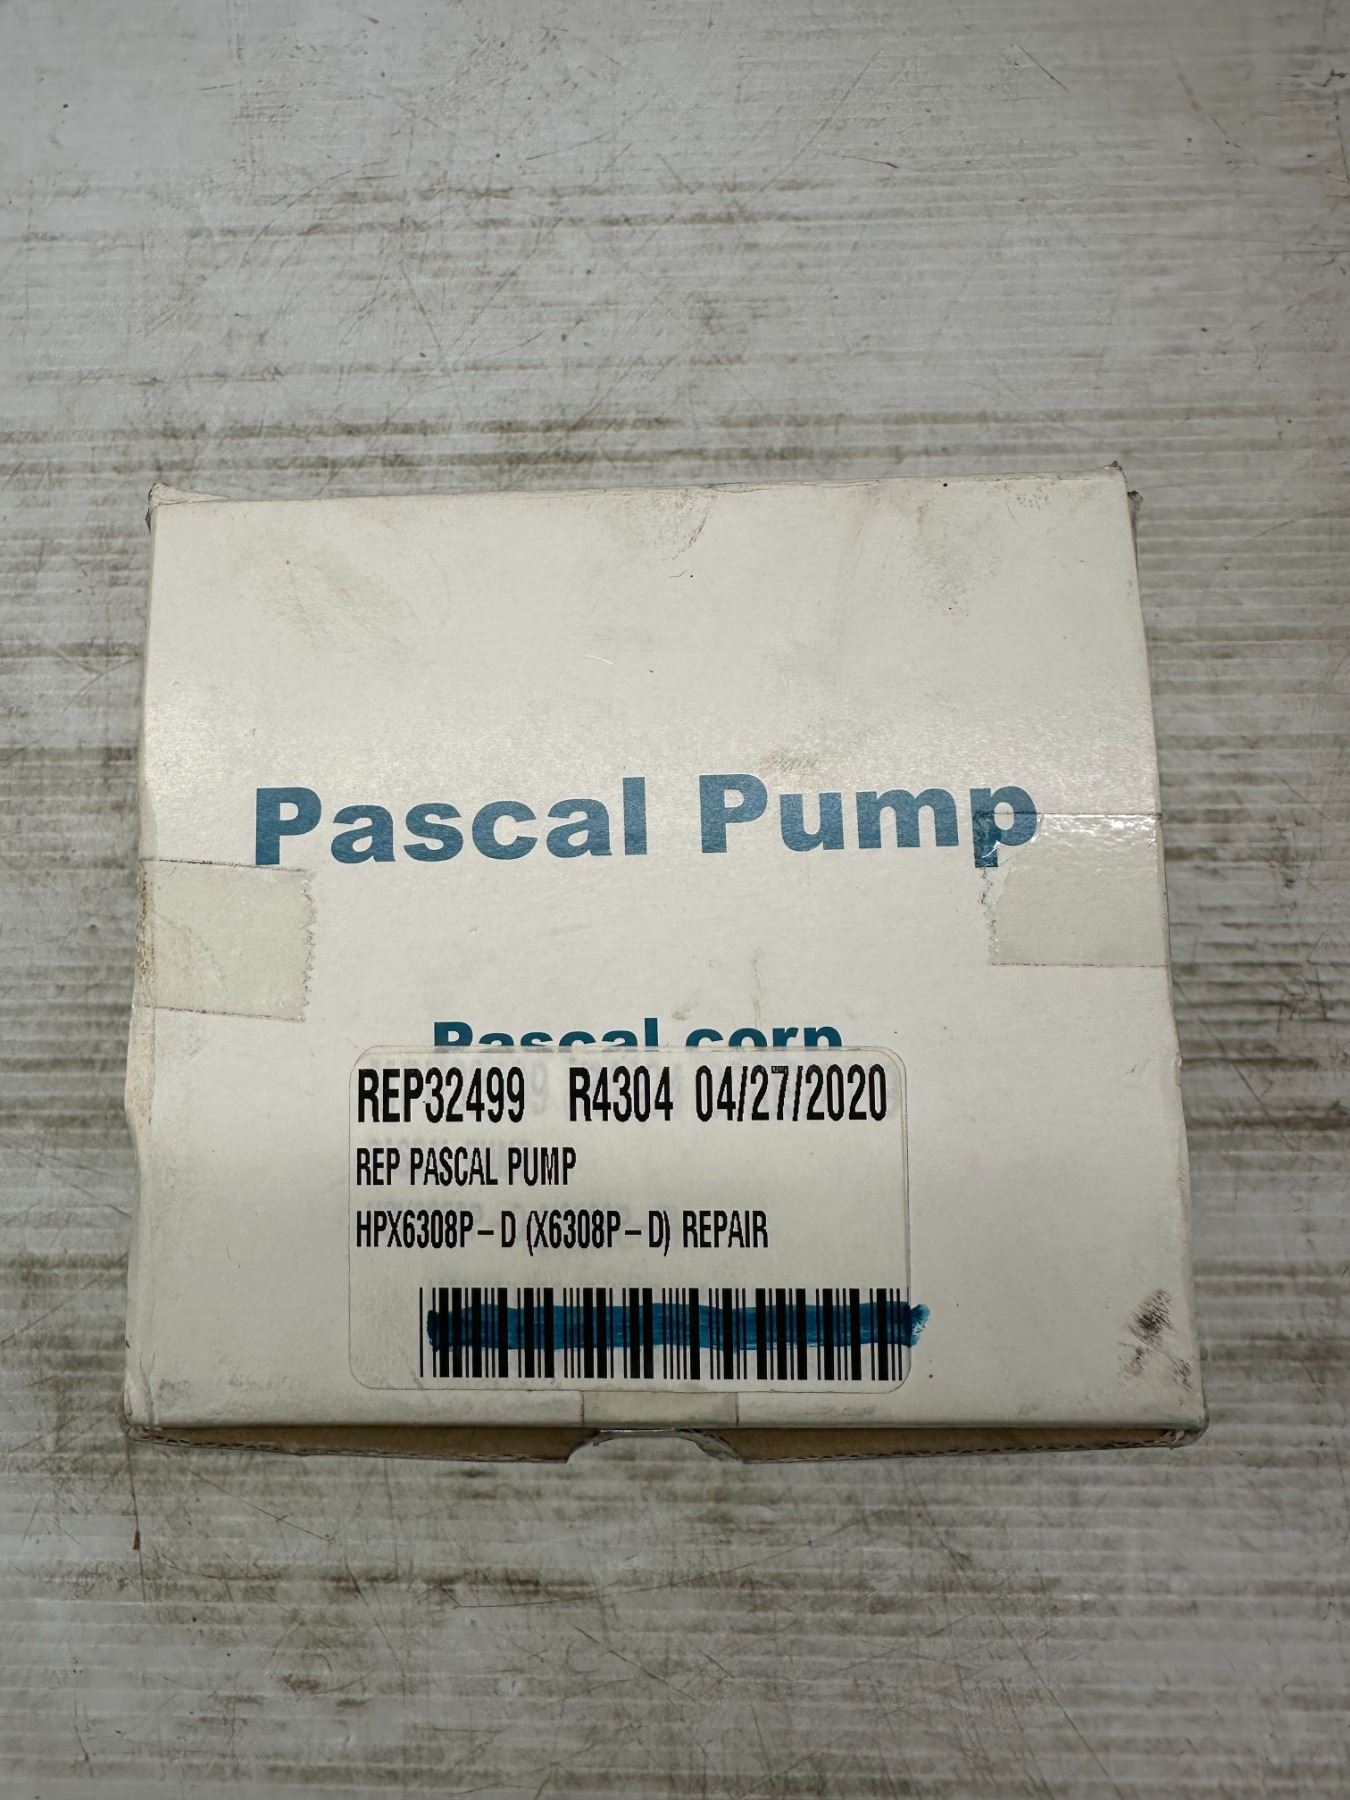 Pascal Pump
Pascal corp
REP32499 R4304 04/27/2020
REP PASCAL PUMP
HPX6308P-D (X6308P-D) REPAIR